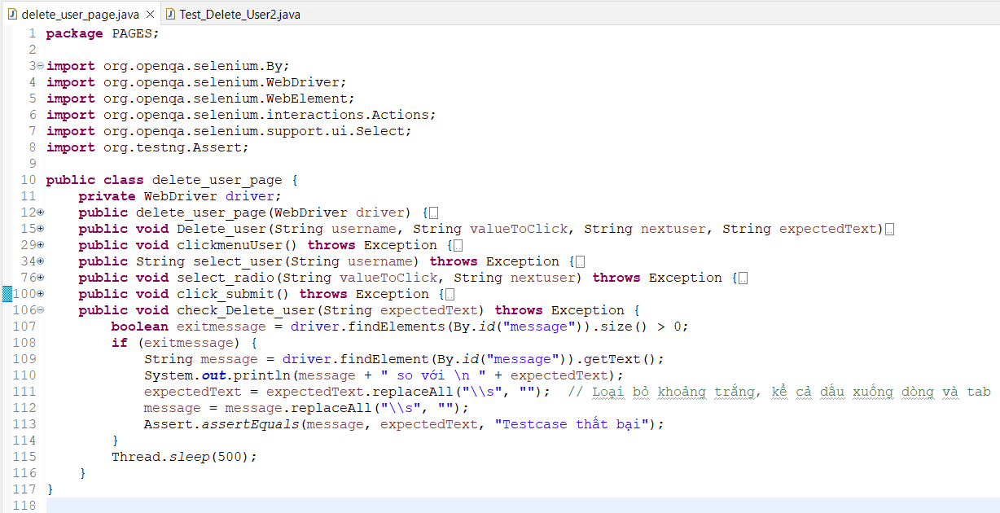 delete_user_page.java Test_Delete_User2.java
1 package PAGES;
2
3 import org.openqa.selenium.By;
4 import org.openqa.selenium.WebDriver;
5 import org.openqa.selenium.WebElement;
6 import org.openqa.selenium.interactions.Actions;
7 import org.openqa.selenium.support.ui.Select;
8 import org.testng.Assert;
9
10 public class delete_user_page {
11     private WebDriver driver;
12     public delete_user_page(WebDriver driver) {
15     public void Delete_user(String username, String valueToClick, String nextuser, String expectedText)
29     public void clickmenuUser() throws Exception {
34     public String select_user(String username) throws Exception {
76     public void select_radio(String valueToClick, String nextuser) throws Exception {
100     public void click_submit() throws Exception {
106     public void check_Delete_user(String expectedText) throws Exception {
107         boolean exitmessage = driver.findElements(By.id("message")).size() > 0;
108         if (exitmessage) {
109             String message = driver.findElement(By.id("message")).getText();
110             System.out.println(message + " so với \n " + expectedText);
111             expectedText = expectedText.replaceAll("\\s", "");  // Loại bỏ khoảng trắng, kể cả dấu xuống dòng và tab
112             message = message.replaceAll("\\s", "");
113             Assert.assertEquals(message, expectedText, "Testcase thất bại");
114         }
115         Thread.sleep(500);
116     }
117 }
118